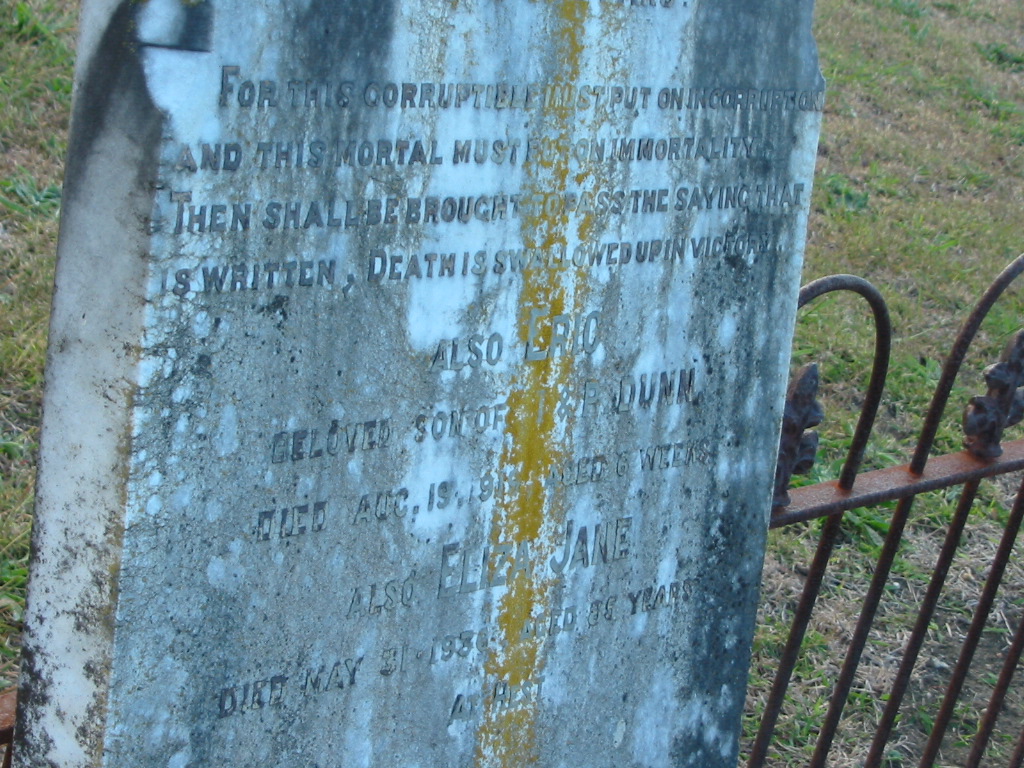 FOR THIS CORRUPTIBLE MUST PUT ON INCORRUPTION
AND THIS MORTAL MUST PUT ON IMMORTALITY.
THEN SHALL BE BROUGHT TO PASS THE SAYING THAT
IS WRITTEN, DEATH IS SWALLOWED UP IN VICTORY.
ALSO ERIC
BELOVED SON OF & DUNN,
DIED AUG. 19, AGED 6 WEEKS
ALSO ELIZA JANE
DIED MAY 31 AGED YEARS
AT REST